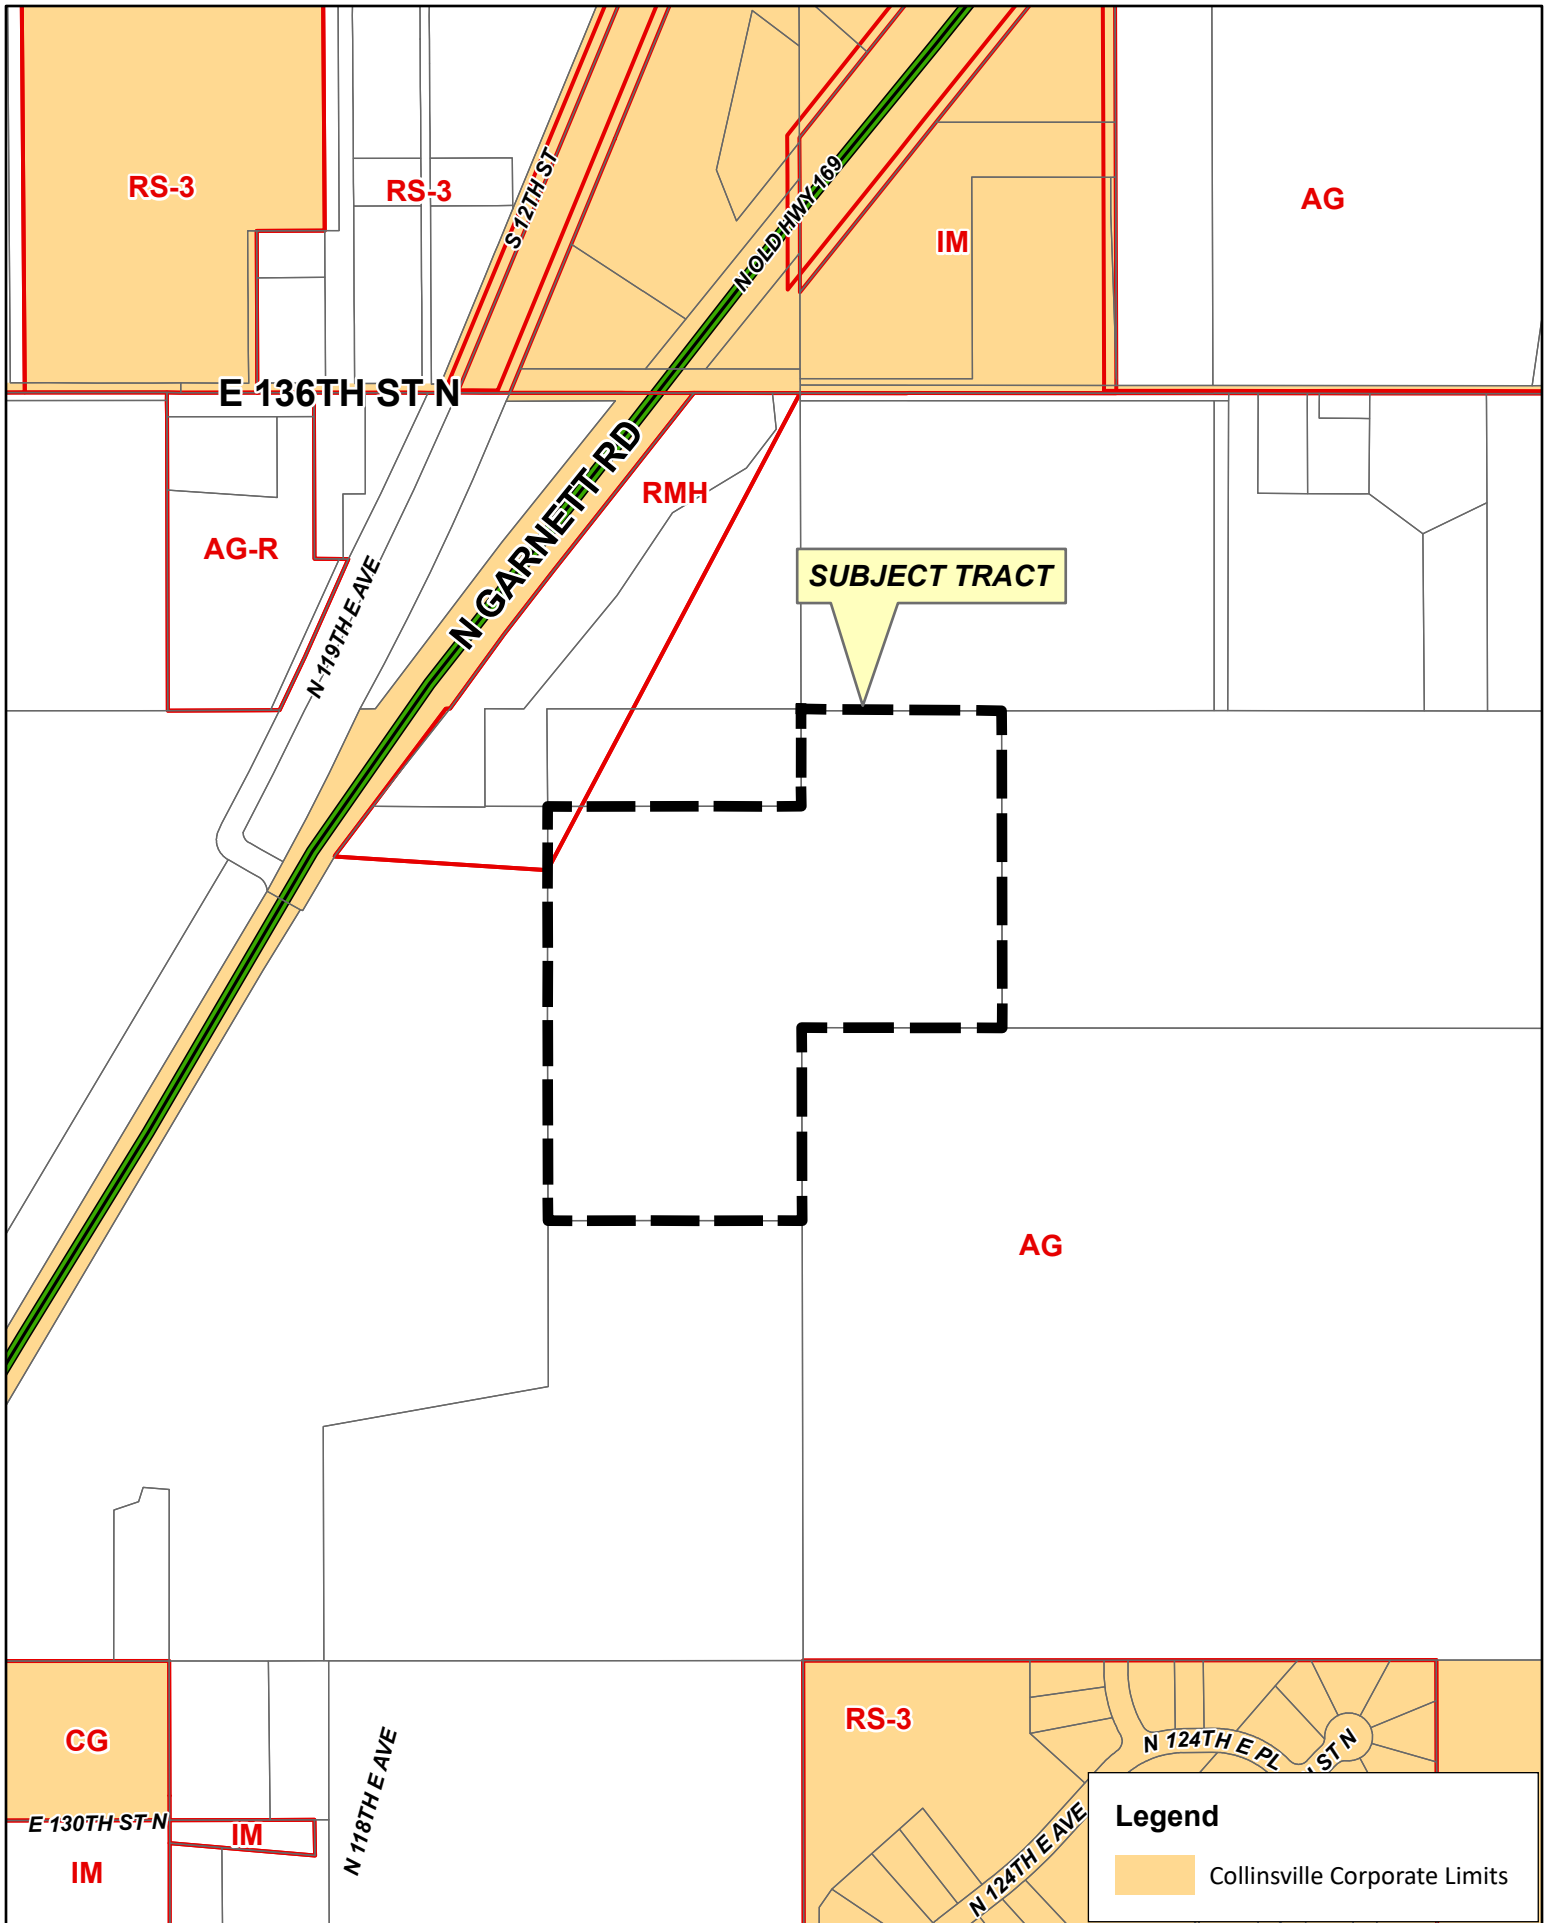 RS-3
RS-3
S 12TH ST
N OLD HWY 169
IM
AG
E 136TH ST N
N GARNETT RD
RMH
AG-R
N 119TH E AVE
SUBJECT TRACT
AG
CG
RS-3
N 124TH E PL
ST N
E 130TH ST N
IM
IM
N 118TH E AVE
N 124TH E AVE
Legend
Collinsville Corporate Limits